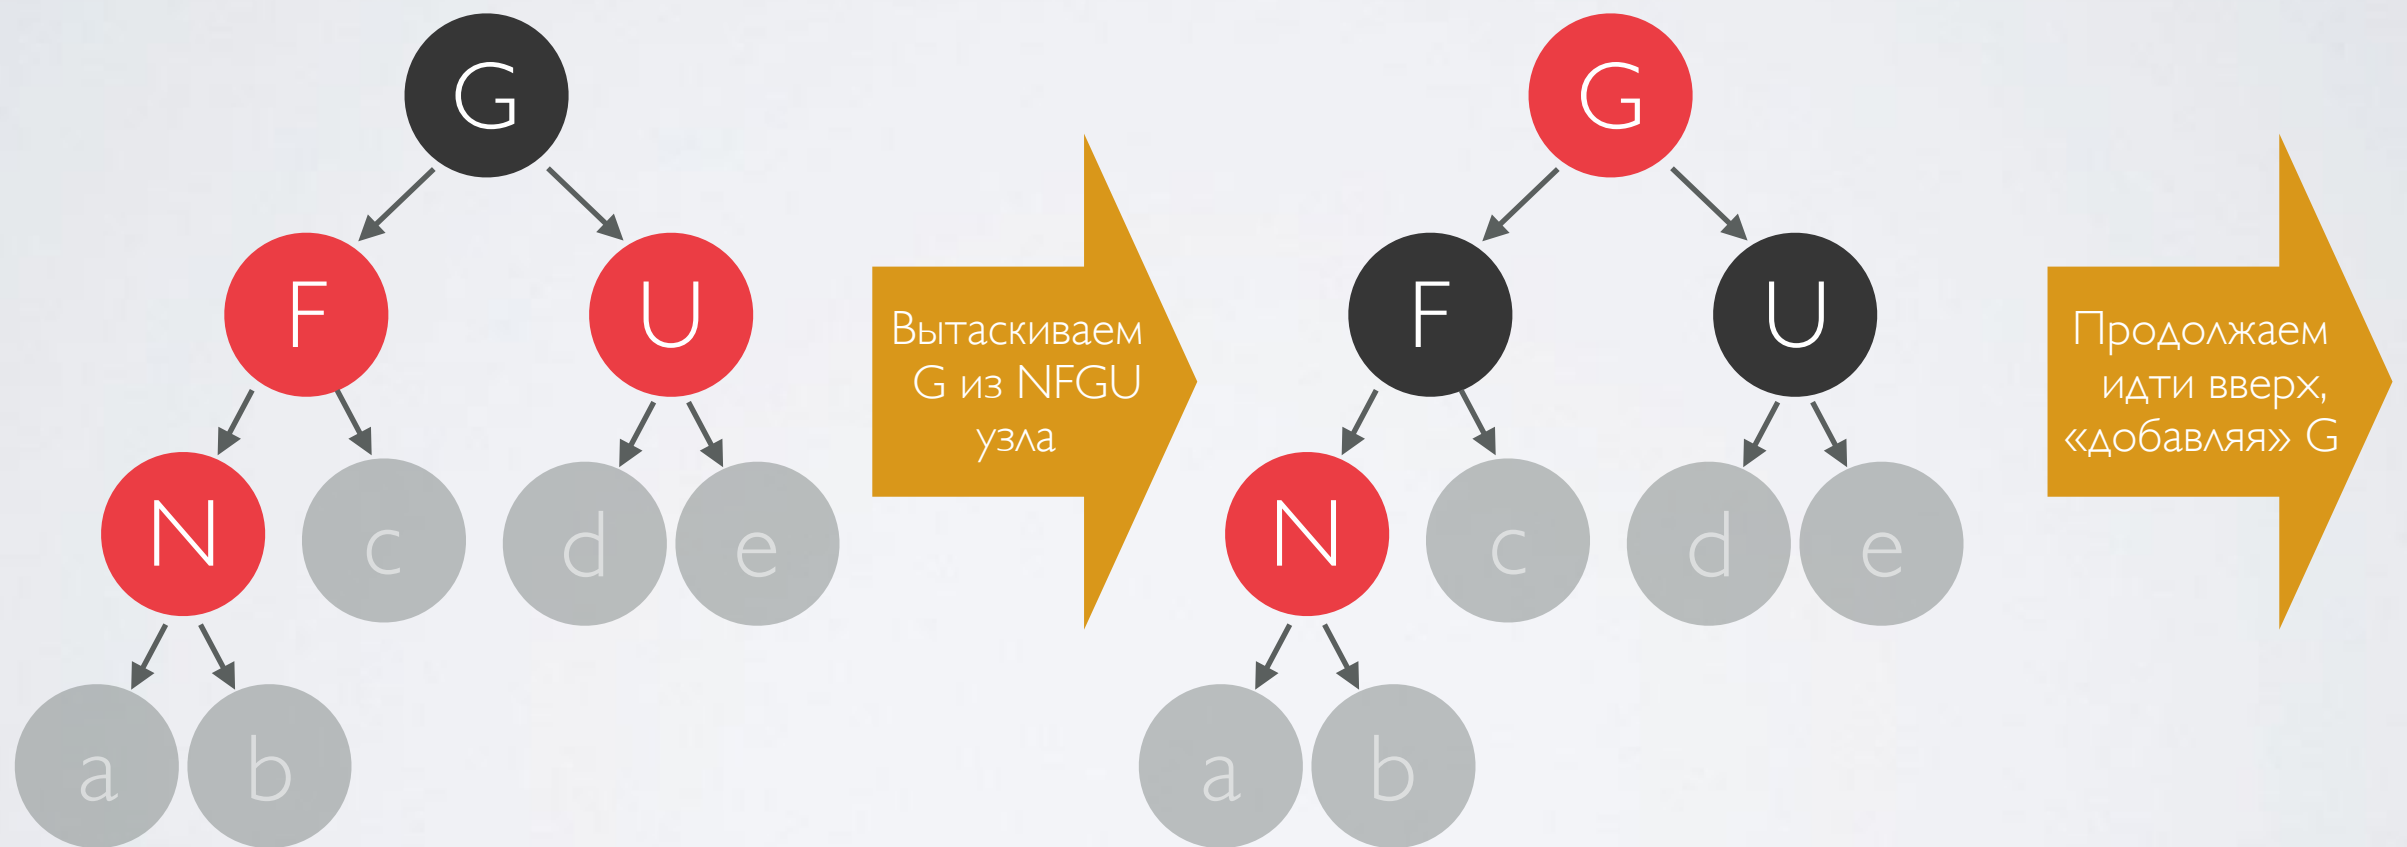 G
F
U
N
c
d
e
a
b
Вытаскиваем
G из NFGU
узла
G
F
U
N
c
d
e
a
b
Продолжаем
идти вверх,
«добавляя» G